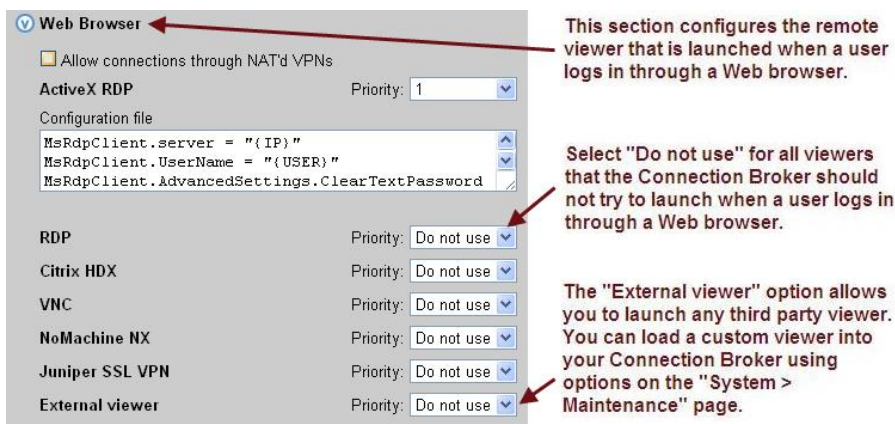 Web Browser
Allow connections through NAT'd VPNs
ActiveX RDP Priority: 1
Configuration file
MsRdpClient.server = "{IP}"
MsRdpClient.UserName = "{USER}"
MsRdpClient.AdvancedSettings.ClearTextPassword
RDP Priority: Do not use
Citrix HDX Priority: Do not use
VNC Priority: Do not use
NoMachine NX Priority: Do not use
Juniper SSL VPN Priority: Do not use
External viewer Priority: Do not use
This section configures the remote
viewer that is launched when a user
logs in through a Web browser.
Select "Do not use" for all viewers
that the Connection Broker should
not try to launch when a user logs in
through a Web browser.
The "External viewer" option allows
you to launch any third party viewer.
You can load a custom viewer into
your Connection Broker using
options on the "System >
Maintenance" page.